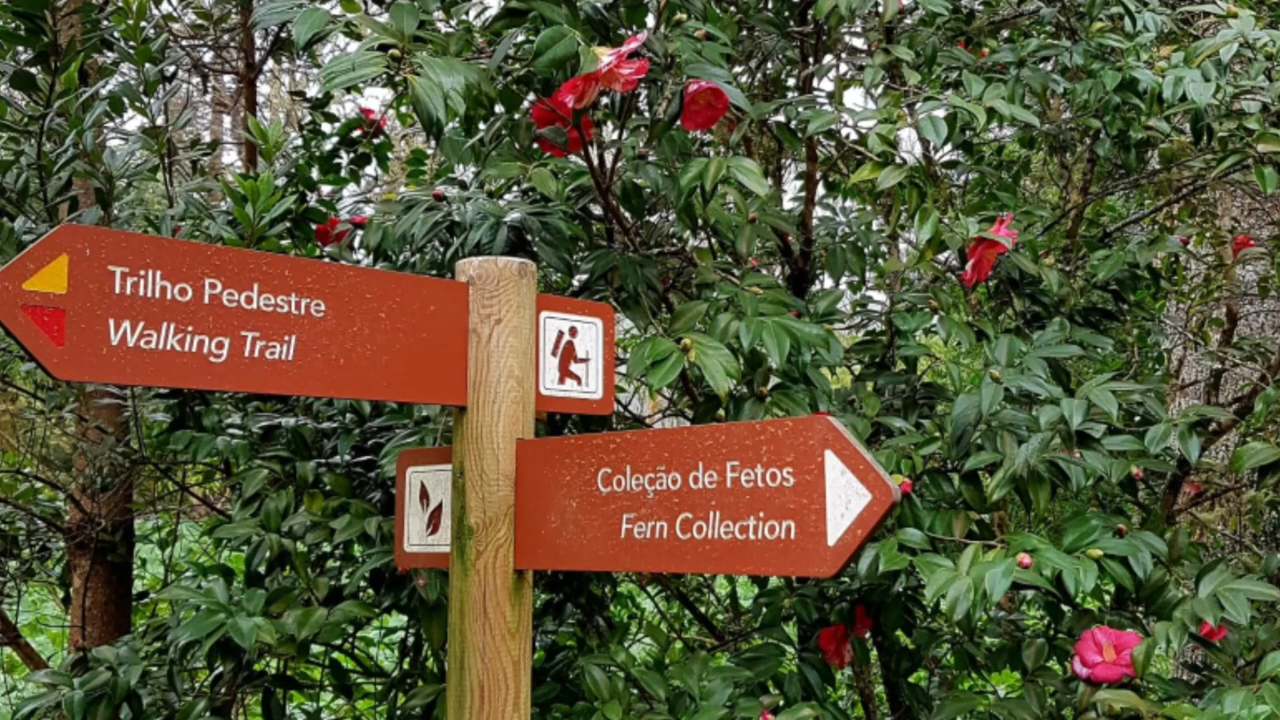 Trilho Pedestre
Walking Trail
Coleção de Fetos
Fern Collection